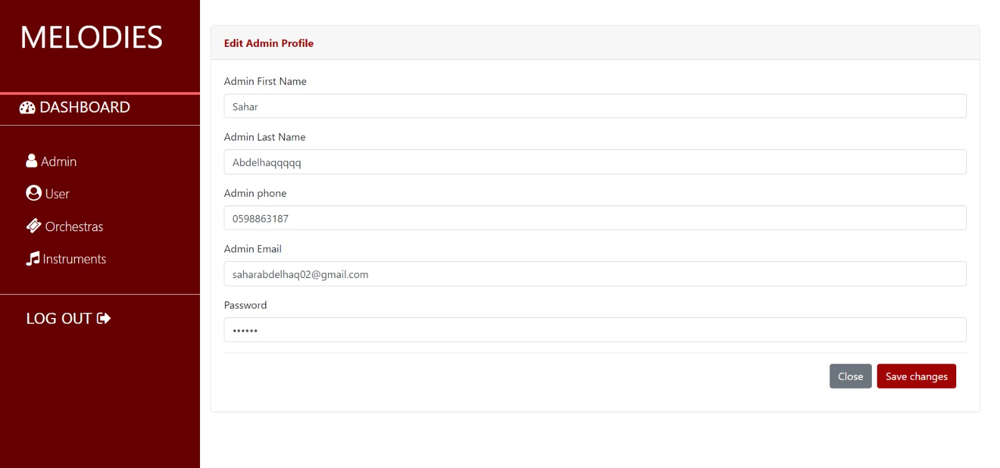 MELODIES
DASHBOARD
Admin
User
Orchestras
Instruments
LOG OUT
Edit Admin Profile
Admin First Name
Sahar
Admin Last Name
Abdelhaqqqqq
Admin phone
0598863187
Admin Email
saharabdelhaq02@gmail.com
Password
••••••
Close
Save changes